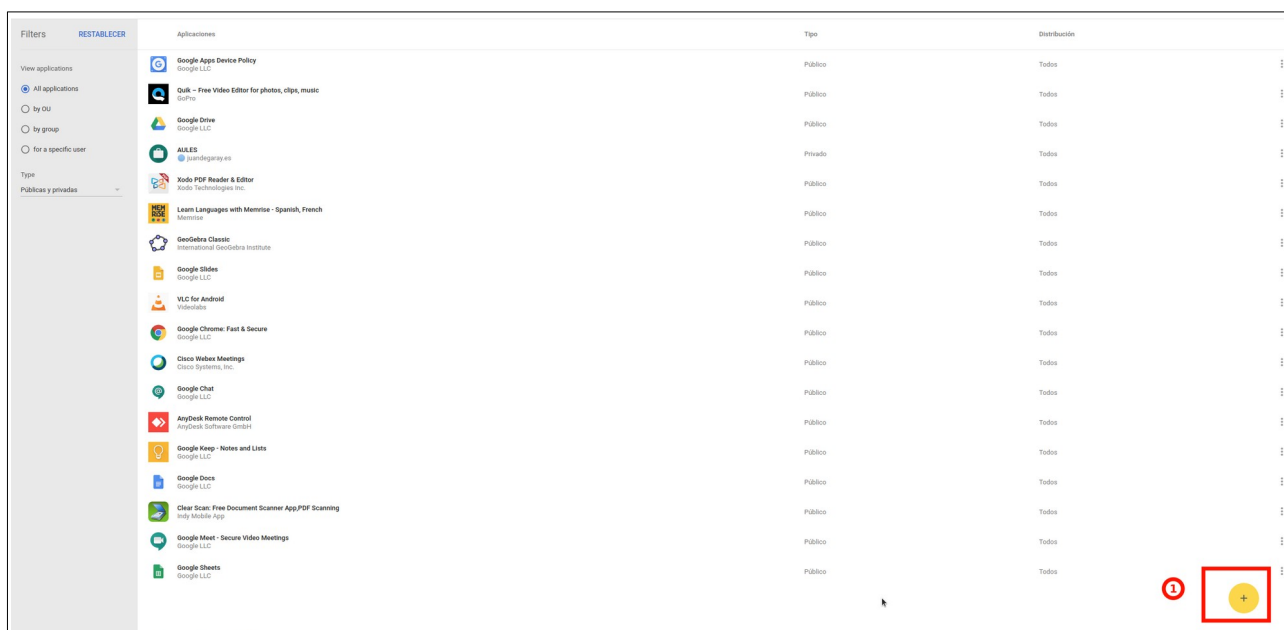 Filters RESTABLECER Aplicaciones Tipo Distribución
View applications
All applications
by OU
by group
for a specific user
Type
Públicas y privadas
Google Apps Device Policy
Google LLC
Público Todos
Quik – Free Video Editor for photos, clips, music
GoPro
Público Todos
Google Drive
Google LLC
Público Todos
AULES
juandegaray.es
Privado Todos
Xodo PDF Reader & Editor
Xodo Technologies Inc.
Público Todos
MEM
RISE
Learn Languages with Memrise - Spanish, French
Memrise
Público Todos
GeoGebra Classic
International GeoGebra Institute
Público Todos
Google Slides
Google LLC
Público Todos
VLC for Android
Videolabs
Público Todos
Google Chrome: Fast & Secure
Google LLC
Público Todos
Cisco Webex Meetings
Cisco Systems, Inc.
Público Todos
Google Chat
Google LLC
Público Todos
AnyDesk Remote Control
AnyDesk Software GmbH
Público Todos
Google Keep - Notes and Lists
Google LLC
Público Todos
Google Docs
Google LLC
Público Todos
Clear Scan: Free Document Scanner App,PDF Scanning
Indy Mobile App
Público Todos
Google Meet - Secure Video Meetings
Google LLC
Público Todos
Google Sheets
Google LLC
Público Todos
1
+